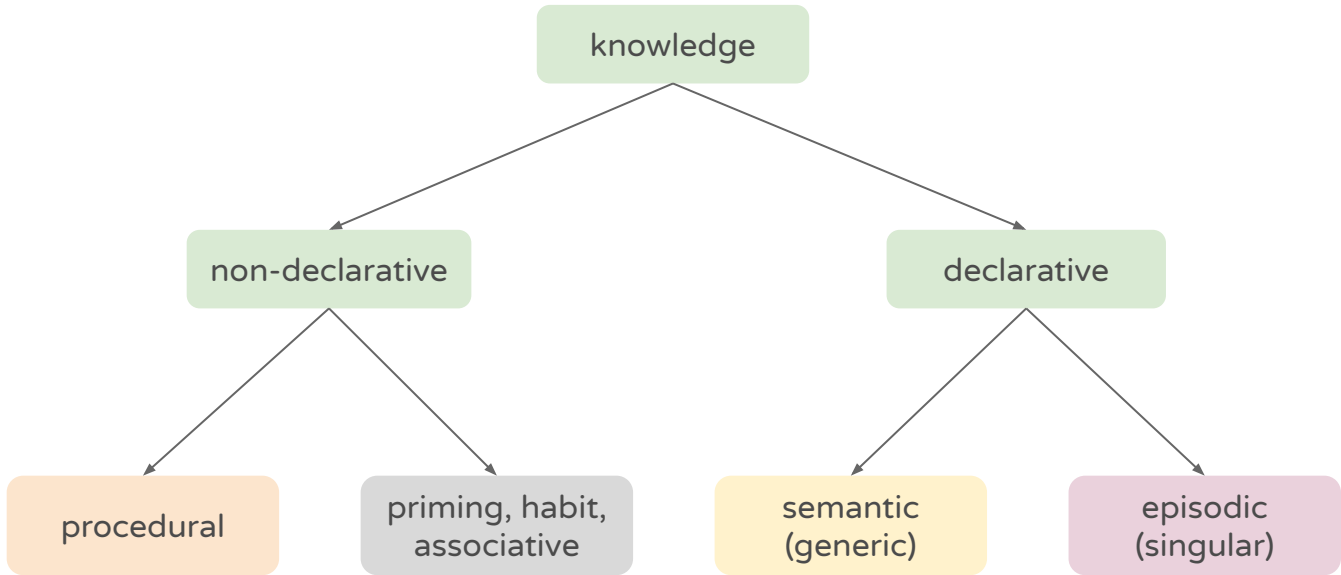 knowledge
non-declarative
declarative
procedural
priming, habit,
associative
semantic
(generic)
episodic
(singular)